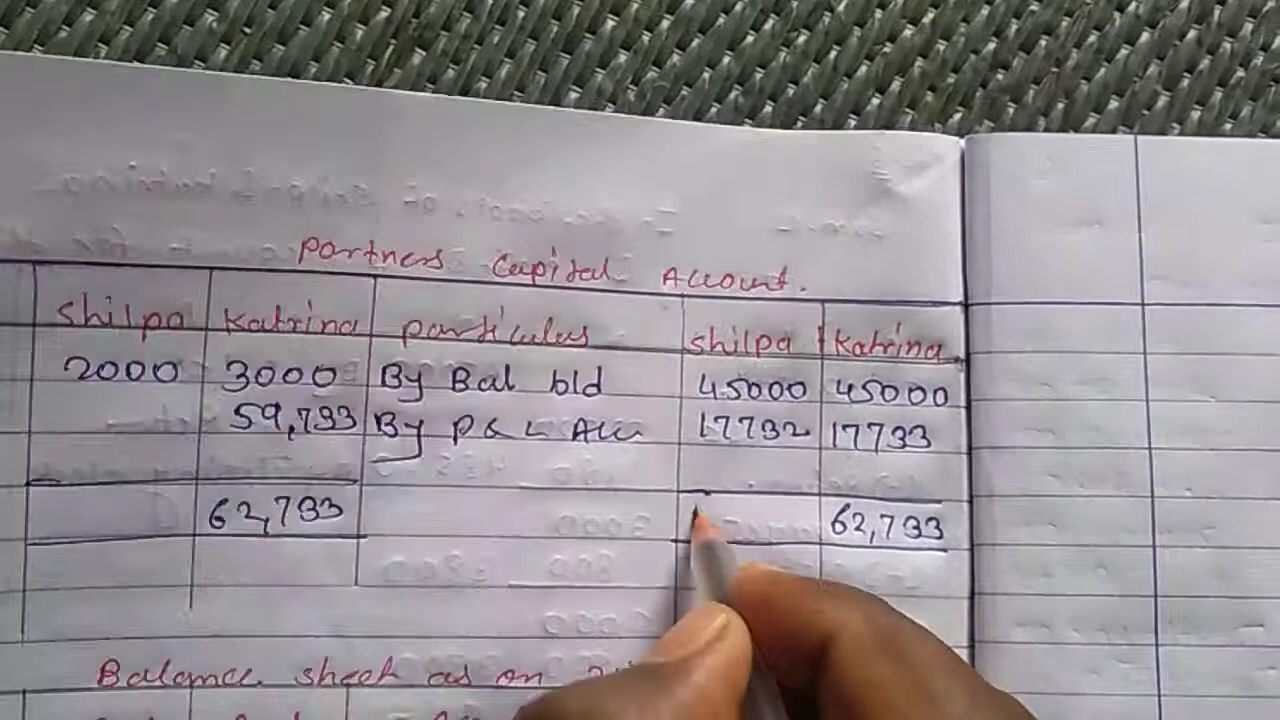 Partners Capital Account.
Shilpa Katrina particulars Shilpa Katrina
2000 3000 By Bal b|d 45000 45000
59,733 By P & L Acc 17732 17733
62,733 62,733
Balance sheet as on